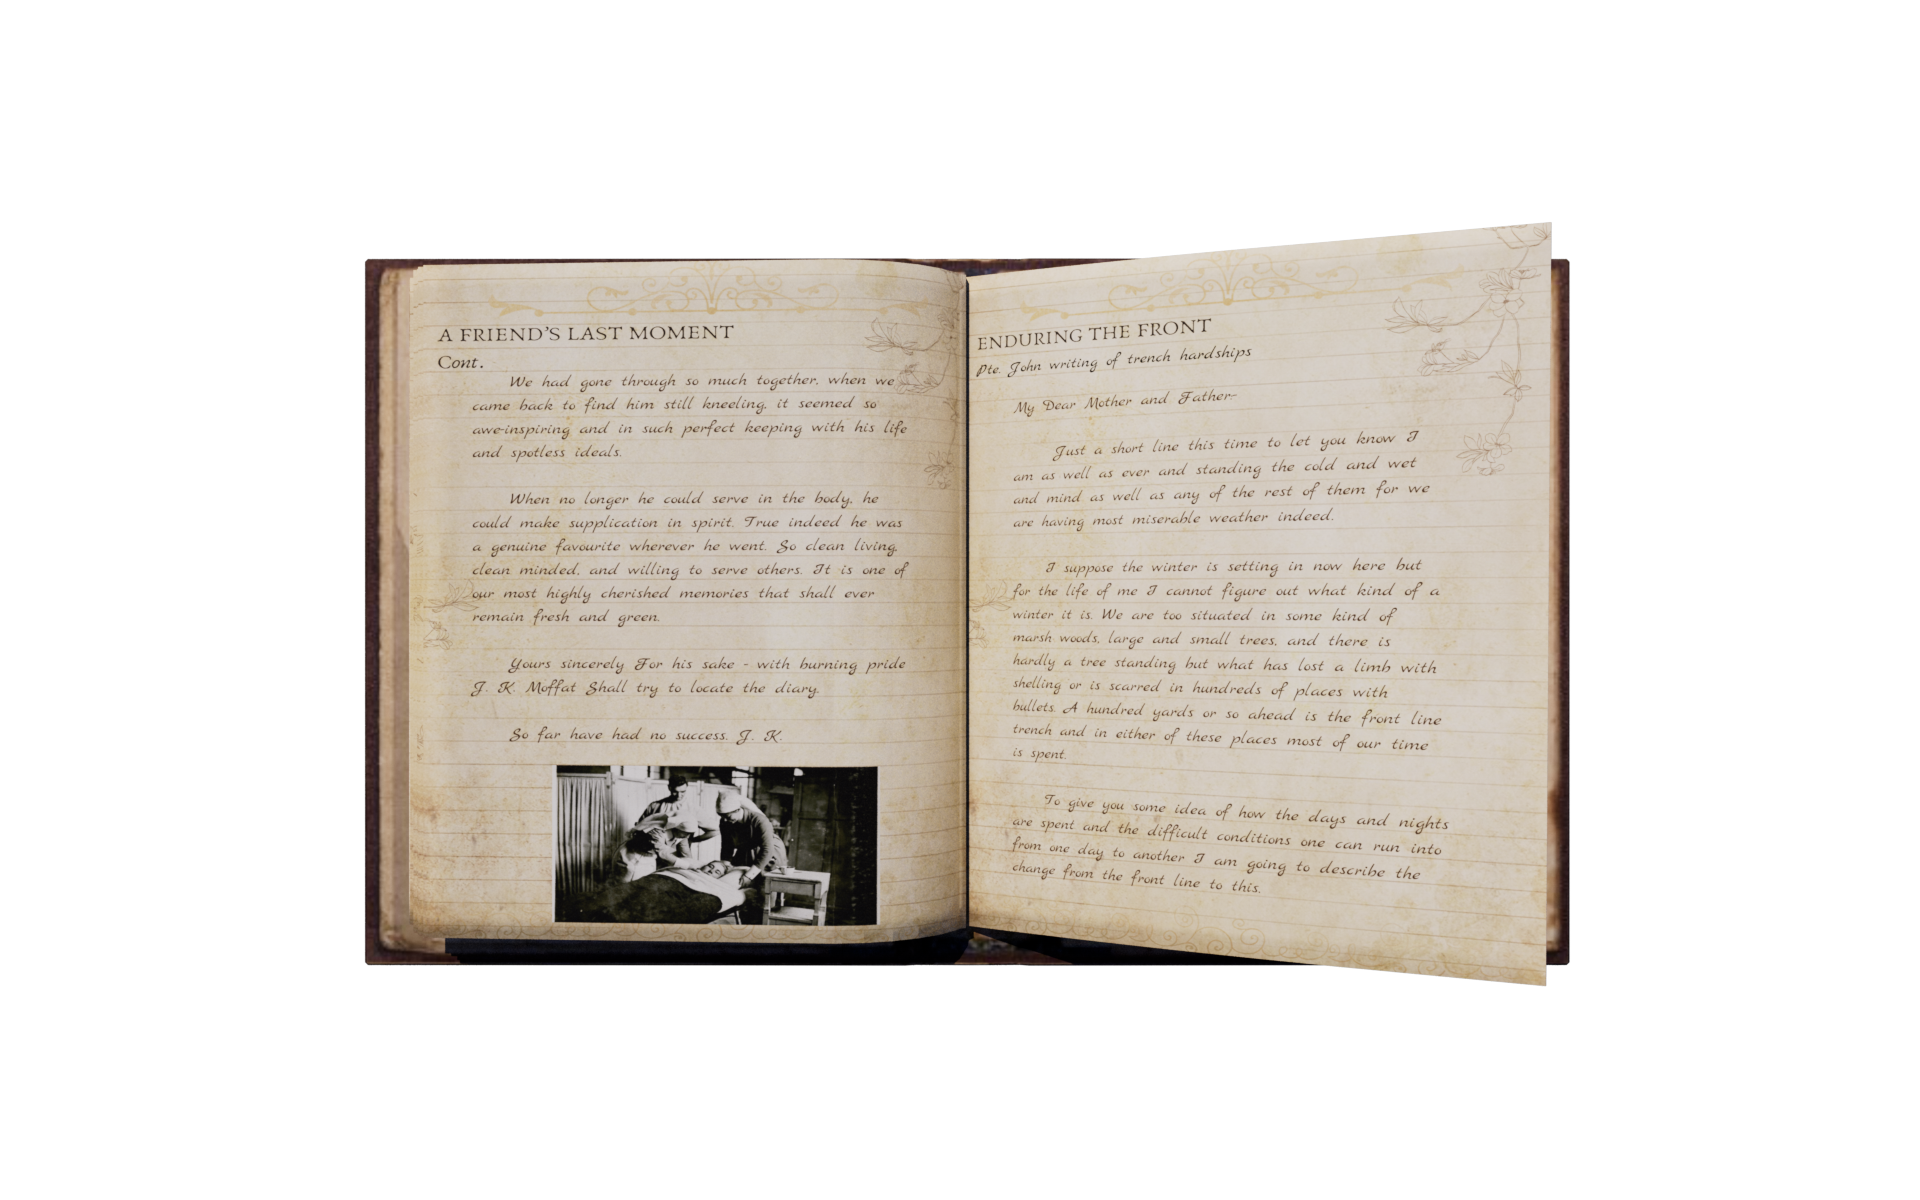 A FRIEND'S LAST MOMENT
Cont.
We had gone through so much together, when we
came back to find him still kneeling, it seemed so
awe-inspiring and in such perfect keeping with his life
and spotless ideals.
When no longer he could serve in the body, he
could make supplication in spirit. True indeed he was
a genuine favourite wherever he went. So clean living,
clean minded, and willing to serve others. It is one of
our most highly cherished memories that shall ever
remain fresh and green.
Yours sincerely For his sake - with burning pride
J. K. Moffat Shall try to locate the diary.
So far have had no success. J. K.
ENDURING THE FRONT
Pte. John writing of trench hardships
My Dear Mother and Father:-
Just a short line this time to let you know I
am as well as ever and standing the cold and wet
and mind as well as any of the rest of them for we
are having most miserable weather indeed.
I suppose the winter is setting in now here but
for the life of me I cannot figure out what kind of a
winter it is. We are too situated in some kind of
marsh woods, large and small trees, and there is
hardly a tree standing but what has lost a limb with
shelling or is scarred in hundreds of places with
bullets. A hundred yards or so ahead is the front line
trench and in either of these places most of our time
is spent.
To give you some idea of how the days and nights
are spent and the difficult conditions one can run into
from one day to another I am going to describe the
change from the front line to this.